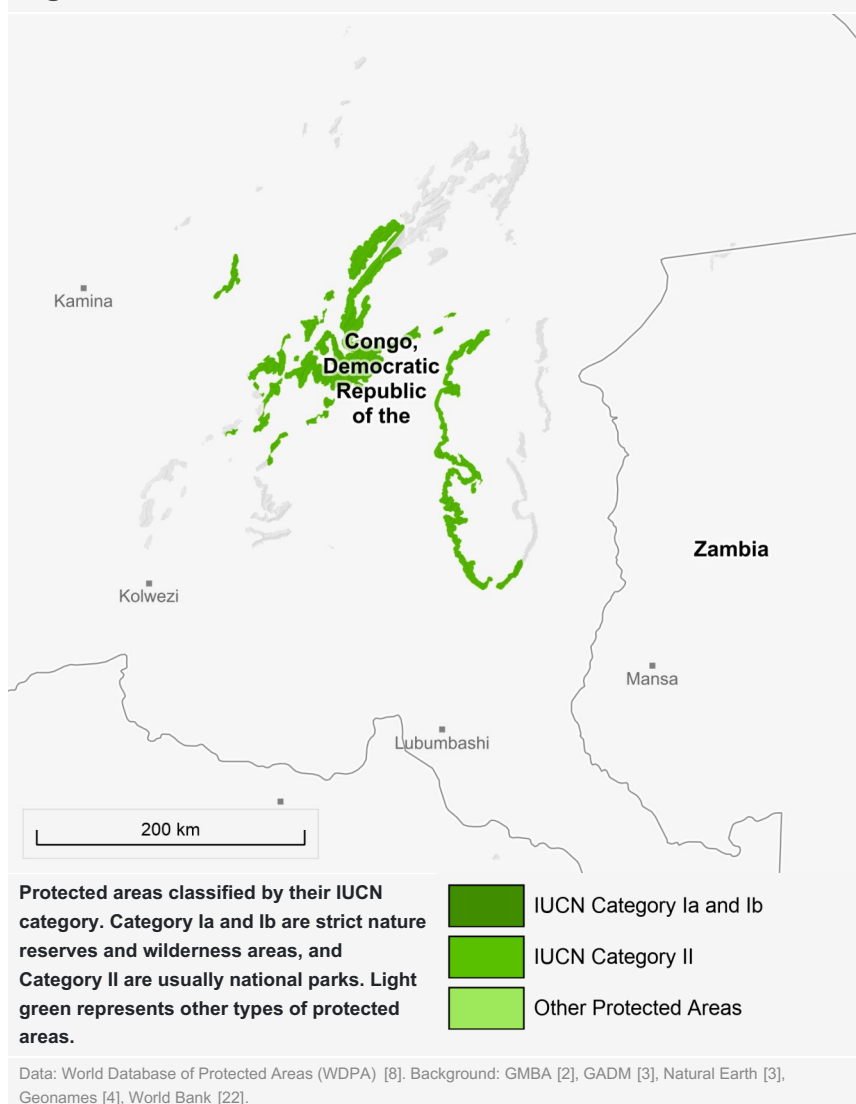 Kamina
Congo,
Democratic
Republic
of the
Zambia
Kolwezi
Mansa
Lubumbashi
200 km
Protected areas classified by their IUCN
category. Category Ia and Ib are strict nature
reserves and wilderness areas, and
Category II are usually national parks. Light
green represents other types of protected
areas.
IUCN Category Ia and Ib
IUCN Category II
Other Protected Areas
Data: World Database of Protected Areas (WDPA) [8]. Background: GMBA [2], GADM [3], Natural Earth [3],
Geonames [4], World Bank [22].